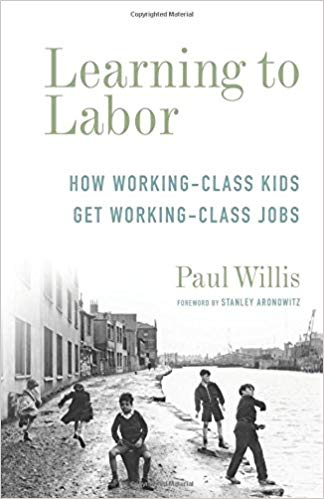 Learning to
Labor
HOW WORKING-CLASS KIDS
GET WORKING-CLASS JOBS
Paul Willis
FOREWORD BY STANLEY ARONOWITZ